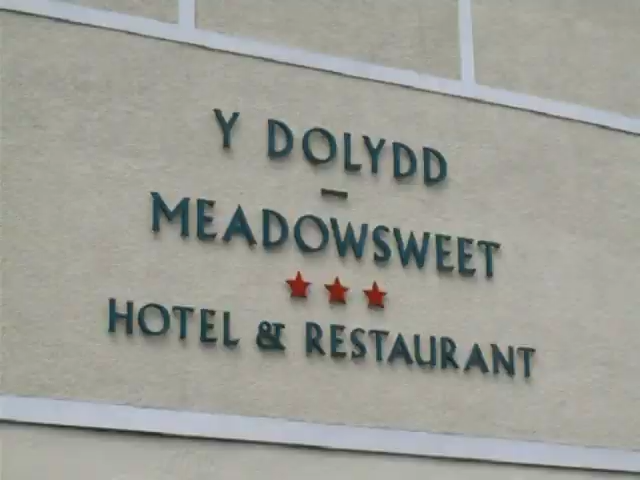 Y DOLYDD
–
MEADOWSWEET
★★★
HOTEL & RESTAURANT